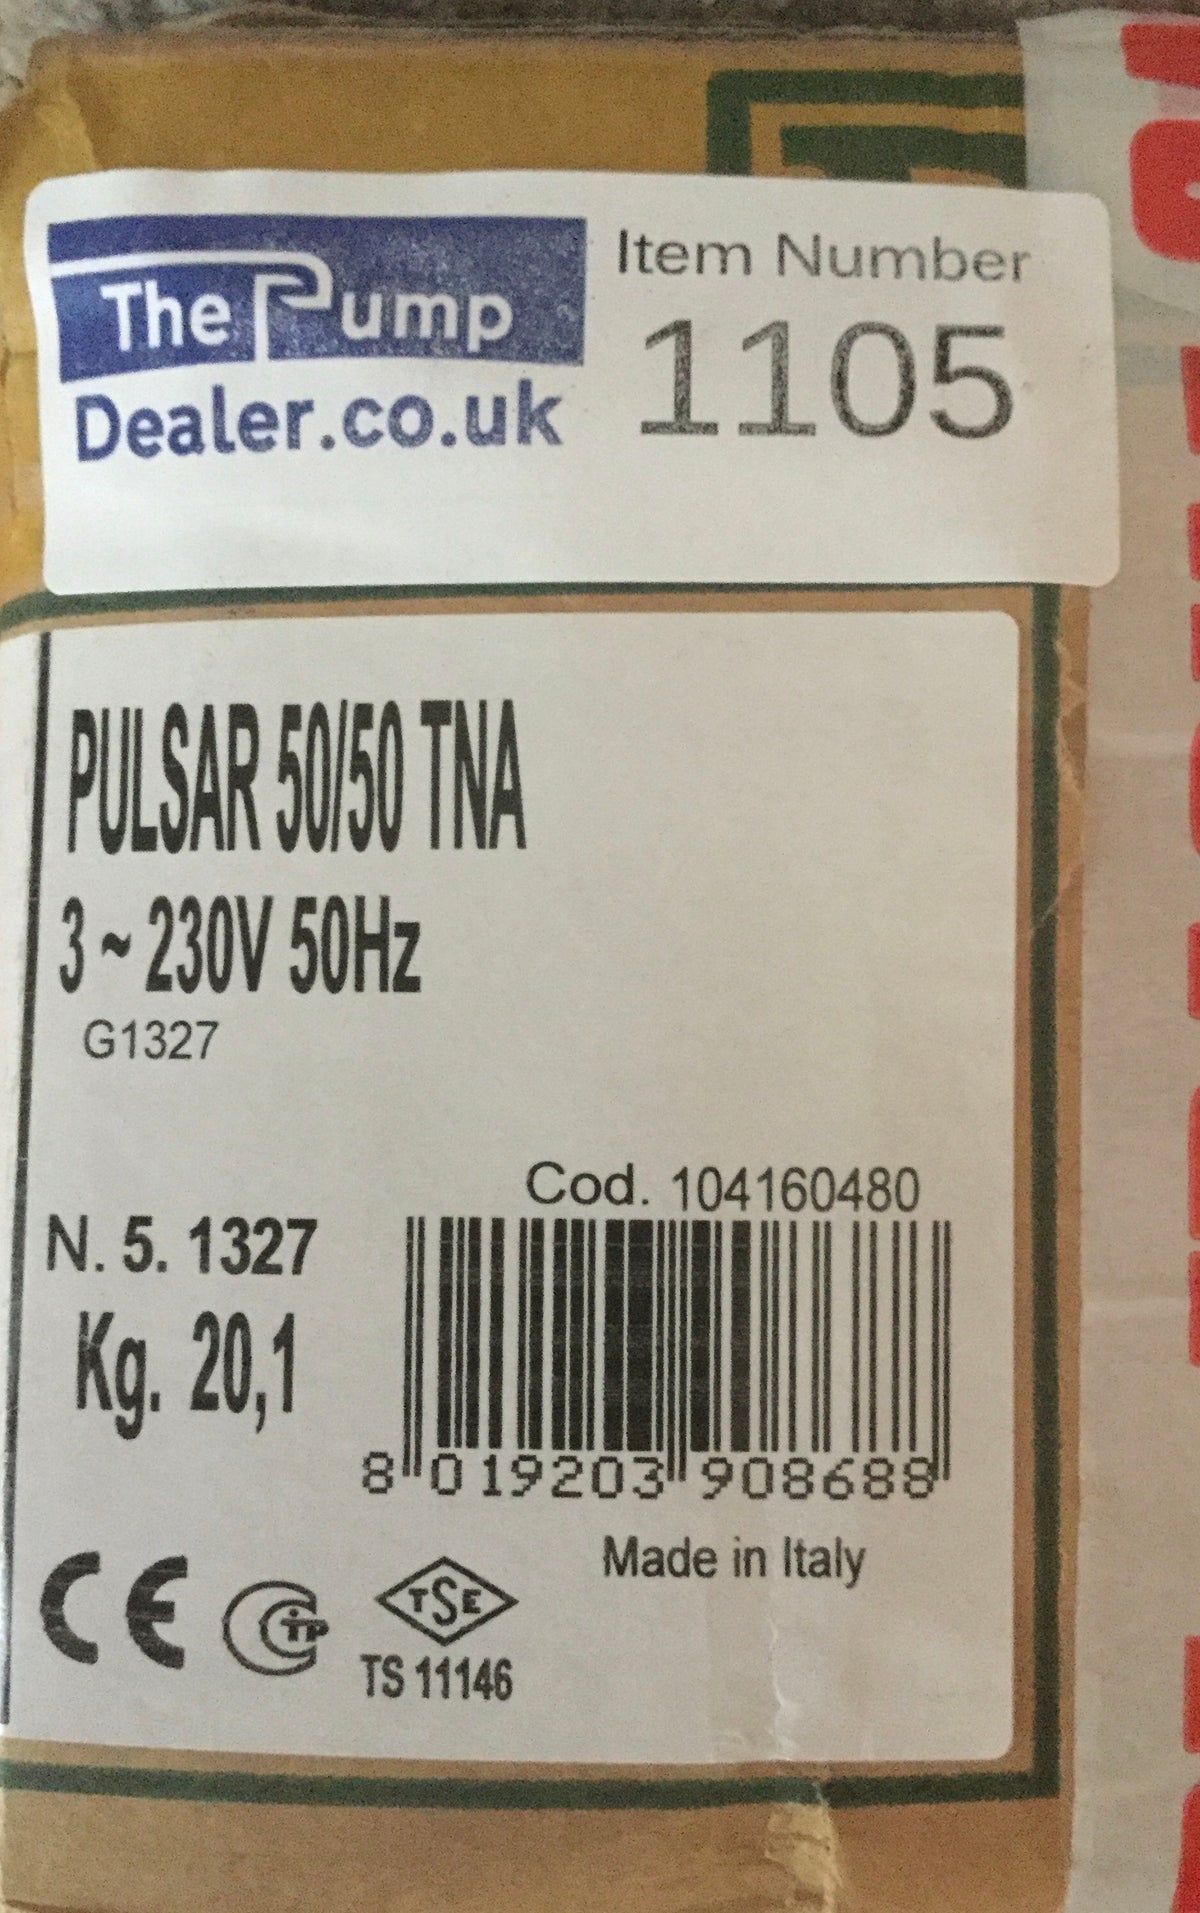 The Pump
Dealer.co.uk
Item Number
1105
PULSAR 50/50 TNA
3 ~ 230V 50Hz
G1327
Cod. 104160480
N. 5. 1327
Kg. 20,1
8 019203 908688
Made in Italy
CE
TSE
TS 11146